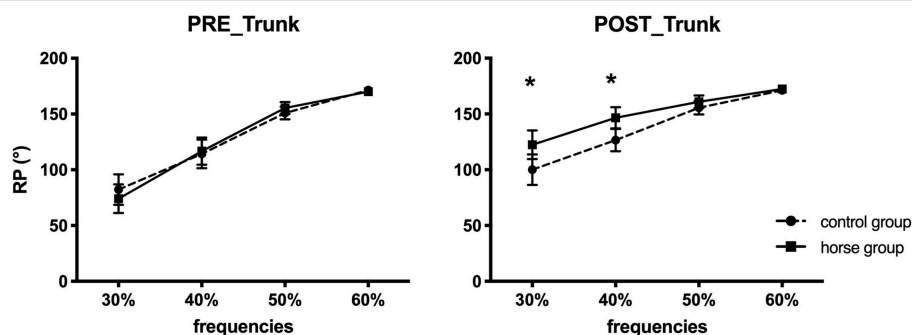 PRE_Trunk
POST_Trunk
200
150
100
50
0
RP (°)
30%
40%
50%
60%
frequencies
200
150
100
50
0
*
*
30%
40%
50%
60%
frequencies
control group
horse group